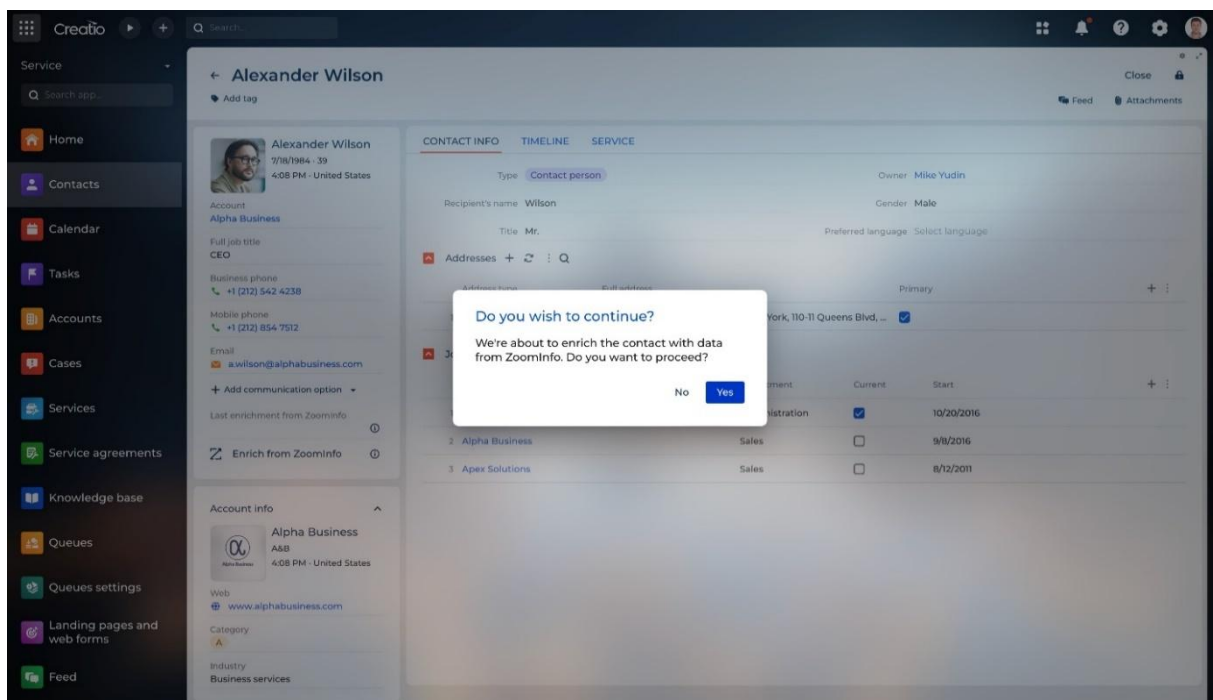 Creatio
Search...
Service
Search app...
Home
Contacts
Calendar
Tasks
Accounts
Cases
Services
Service agreements
Knowledge base
Queues
Queues settings
Landing pages and
web forms
Feed
← Alexander Wilson
Add tag
Close
Feed
Attachments
Alexander Wilson
7/18/1984 - 39
4:08 PM - United States
Account
Alpha Business
Full job title
CEO
Business phone
+1 (212) 542 4238
Mobile phone
+1 (212) 854 7512
Email
a.wilson@alphabusiness.com
+ Add communication option
Last enrichment from ZoomInfo
Enrich from ZoomInfo
Account info
Alpha Business
A&B
4:08 PM - United States
Web
www.alphabusiness.com
Category
A
Industry
Business services
CONTACT INFO TIMELINE SERVICE
Type Contact person Owner Mike Yudin
Recipient's name Wilson Gender Male
Title Mr. Preferred language Select language
Addresses
Address type Full address Primary
York, 110-11 Queens Blvd, ...
Do you wish to continue?
We're about to enrich the contact with data
from ZoomInfo. Do you want to proceed?
No Yes
Current Start
10/20/2016
2 Alpha Business Sales 9/8/2016
3 Apex Solutions Sales 8/12/2011